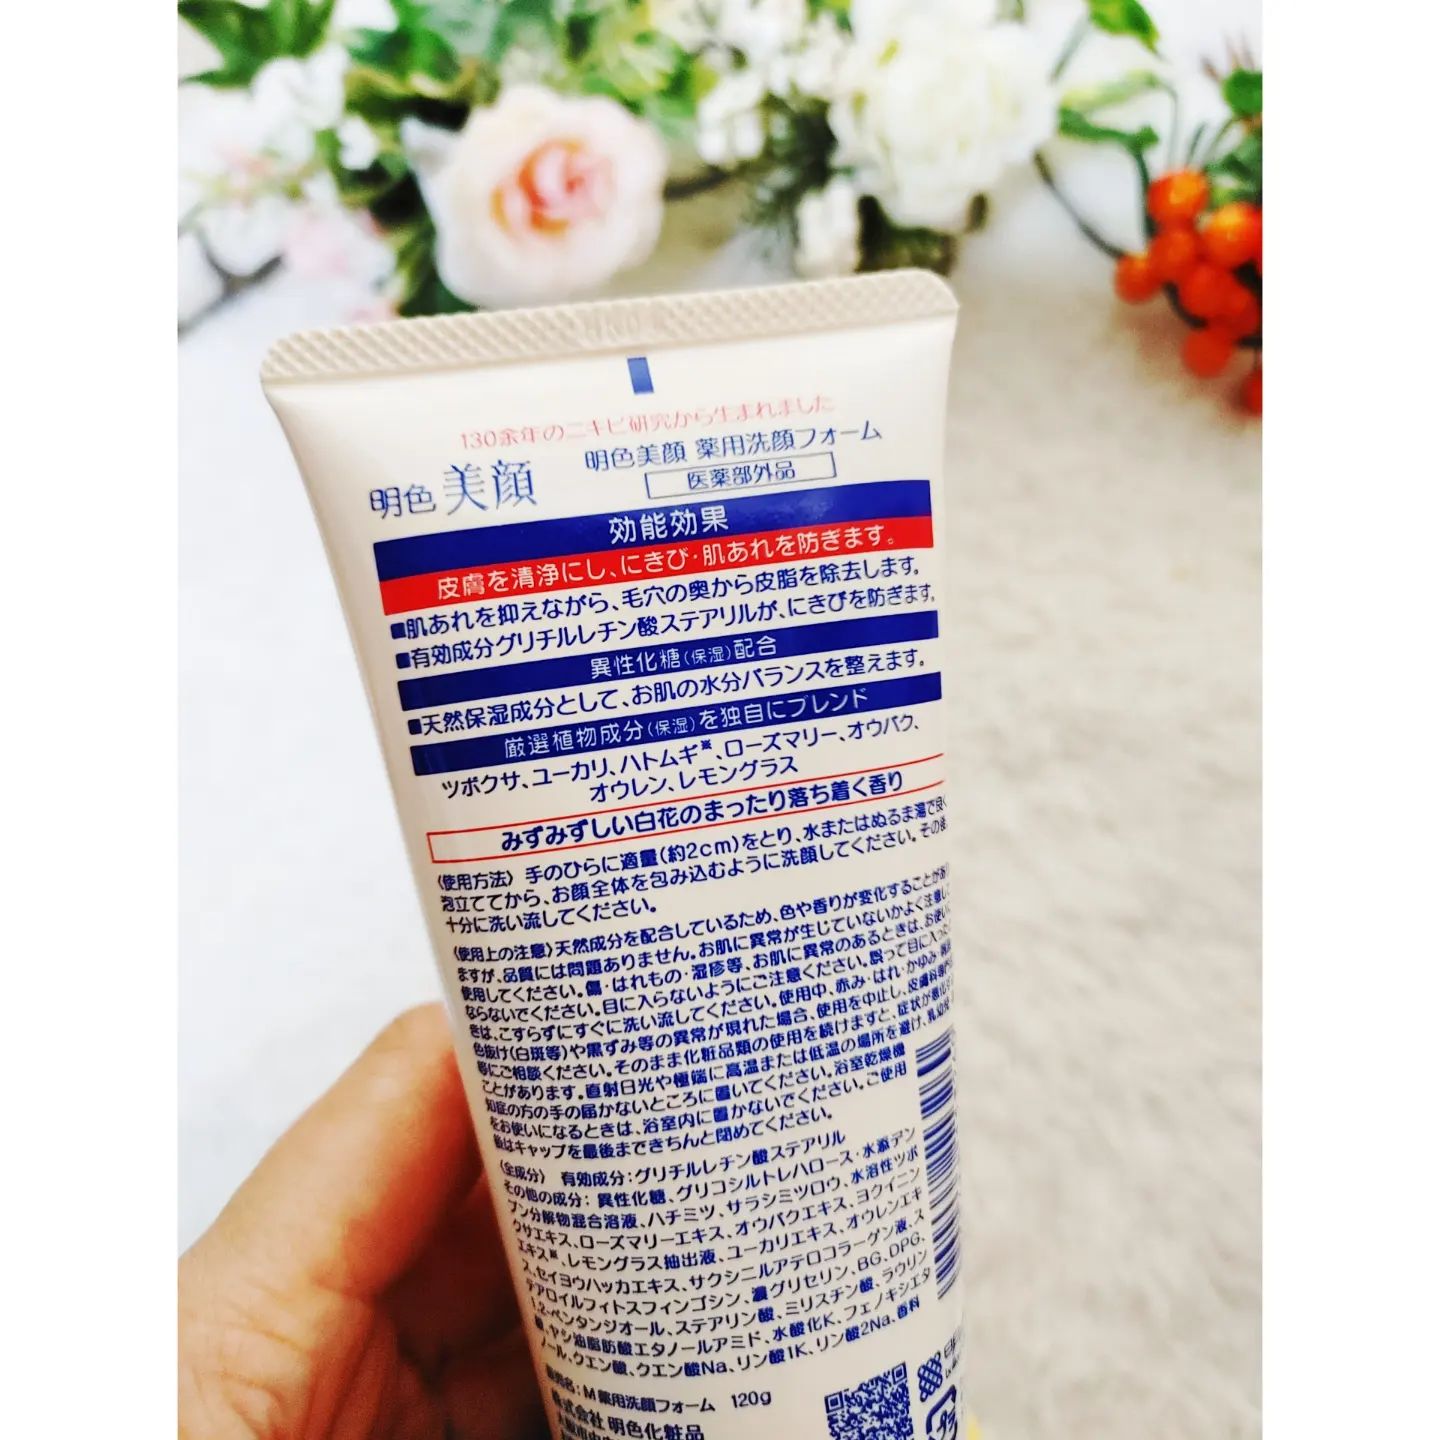 130余年のニキビ研究から生まれました
明色 美顔
明色美顔 薬用洗顔フォーム
医薬部外品
効能効果
皮膚を清浄にし、にきび・肌あれを防ぎます。
■肌あれを抑えながら、毛穴の奥から皮脂を除去します。
■有効成分グリチルレチン酸ステアリルが、にきびを防ぎます。
異性化糖(保湿)配合
■天然保湿成分として、お肌の水分バランスを整えます。
厳選植物成分(保湿)を独自にブレンド
ツボクサ、ユーカリ、ハトムギ※、ローズマリー、オウバク、
オウレン、レモングラス
みずみずしい白花のまったり落ち着く香り
〈使用方法〉 手のひらに適量(約2cm)をとり、水またはぬるま湯で良く
泡立ててから、お顔全体を包み込むように洗顔してください。その後、
十分に洗い流してください。
〈使用上の注意〉天然成分を配合しているため、色や香りが変化することがあり
ますが、品質には問題ありません。お肌に異常が生じていないかよく注意して
使用してください。傷・はれもの・湿疹等、お肌に異常のあるときは、お使いに
ならないでください。目に入らないようにご注意ください。誤って目に入った
きは、こすらずにすぐに洗い流してください。使用中、赤み・はれ・かゆみ・刺激
色抜け(白斑等)や黒ずみ等の異常が現れた場合、使用を中止し、皮膚科専門
等にご相談ください。そのまま化粧品類の使用を続けますと、症状が悪化する
ことがあります。直射日光や極端に高温または低温の場所を避け、乳幼児
知症の方の手の届かないところに置いてください。浴室乾燥機
をお使いになるときは、浴室内に置かないでください。ご使用
後はキャップを最後まできちんと閉めてください。
〈全成分〉 有効成分:グリチルレチン酸ステアリル
その他の成分: 異性化糖、グリコシルトレハロース・水添デン
プン分解物混合溶液、ハチミツ、サラシミツロウ、水溶性ツボ
クサエキス、ローズマリーエキス、オウバクエキス、ヨクイニン
エキス※、レモングラス抽出液、ユーカリエキス、オウレンエキ
ス、セイヨウハッカエキス、サクシニルアテロコラーゲン液、ス
テアロイルフィトスフィンゴシン、濃グリセリン、BG、DPG、
1,2-ペンタンジオール、ステアリン酸、ミリスチン酸、ラウリン
酸、ヤシ油脂肪酸エタノールアミド、水酸化K、フェノキシエタ
ノール、クエン酸、クエン酸Na、リン酸1K、リン酸2Na、香料
販売名:M薬用洗顔フォーム 120g
株式会社 明色化粧品